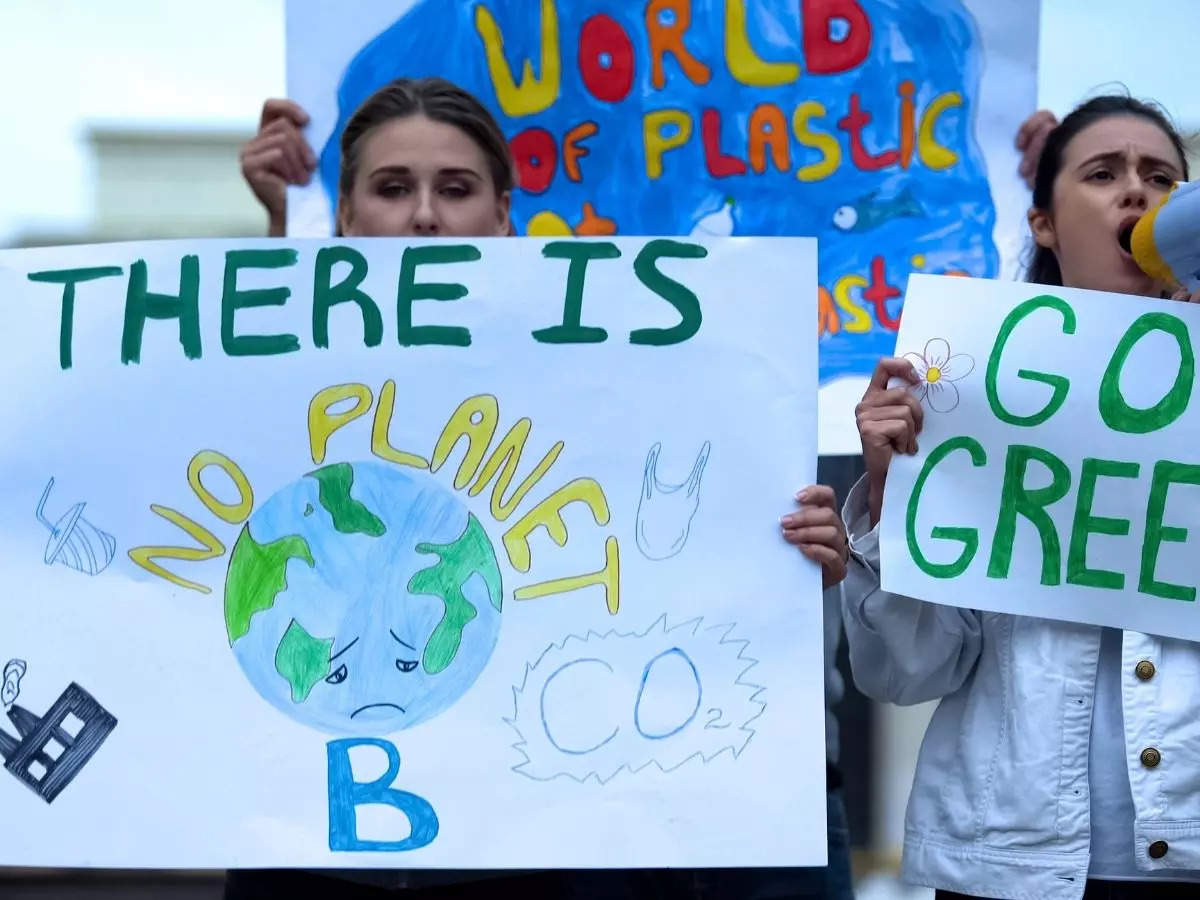 WORLD
OF PLASTiC
THERE IS
NO PLANET
B
CO₂
GO
GREE